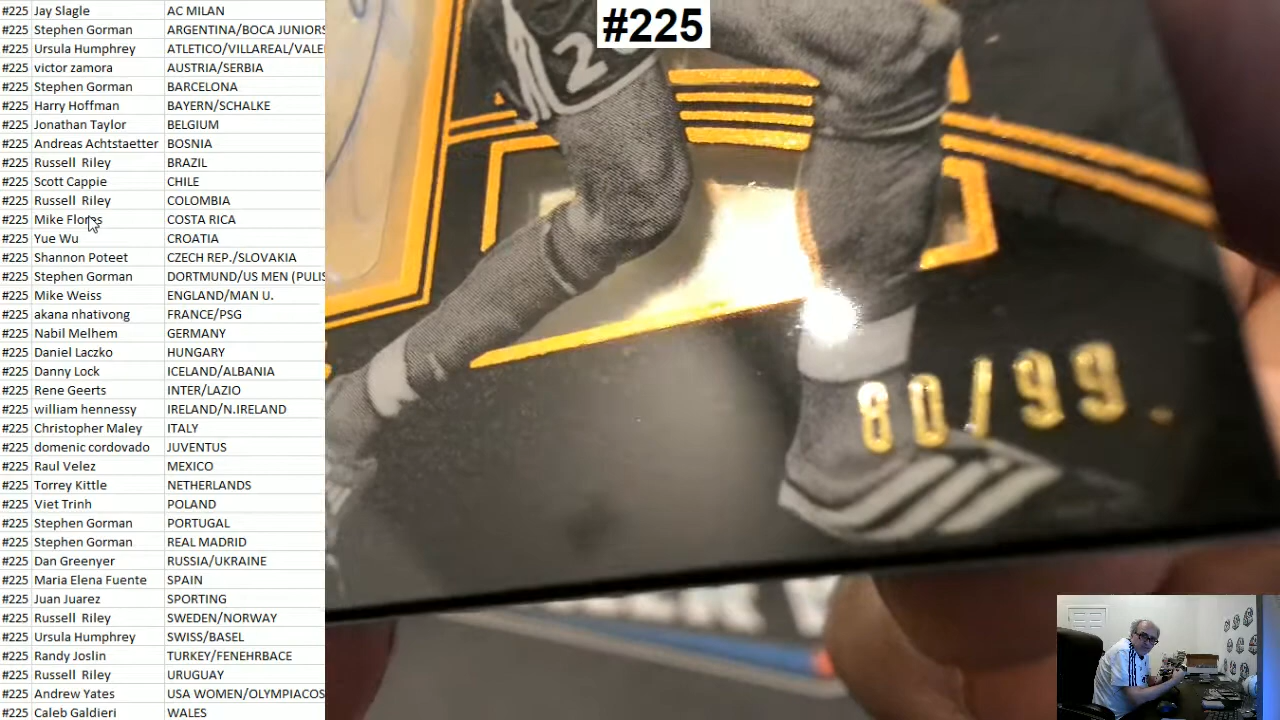 #225 Jay Slagle AC MILAN
#225 Stephen Gorman ARGENTINA/BOCA JUNIORS
#225 Ursula Humphrey ATLETICO/VILLAREAL/VALE
#225 victor zamora AUSTRIA/SERBIA
#225 Stephen Gorman BARCELONA
#225 Harry Hoffman BAYERN/SCHALKE
#225 Jonathan Taylor BELGIUM
#225 Andreas Achtstaetter BOSNIA
#225 Russell Riley BRAZIL
#225 Scott Cappie CHILE
#225 Russell Riley COLOMBIA
#225 Mike Flores COSTA RICA
#225 Yue Wu CROATIA
#225 Shannon Poteet CZECH REP./SLOVAKIA
#225 Stephen Gorman DORTMUND/US MEN (PULIS
#225 Mike Weiss ENGLAND/MAN U.
#225 akana nhativong FRANCE/PSG
#225 Nabil Melhem GERMANY
#225 Daniel Laczko HUNGARY
#225 Danny Lock ICELAND/ALBANIA
#225 Rene Geerts INTER/LAZIO
#225 william hennessy IRELAND/N.IRELAND
#225 Christopher Maley ITALY
#225 domenic cordovado JUVENTUS
#225 Raul Velez MEXICO
#225 Torrey Kittle NETHERLANDS
#225 Viet Trinh POLAND
#225 Stephen Gorman PORTUGAL
#225 Stephen Gorman REAL MADRID
#225 Dan Greenyer RUSSIA/UKRAINE
#225 Maria Elena Fuente SPAIN
#225 Juan Juarez SPORTING
#225 Russell Riley SWEDEN/NORWAY
#225 Ursula Humphrey SWISS/BASEL
#225 Randy Joslin TURKEY/FENEHRBACE
#225 Russell Riley URUGUAY
#225 Andrew Yates USA WOMEN/OLYMPIACOS
#225 Caleb Galdieri WALES
#225
80/99